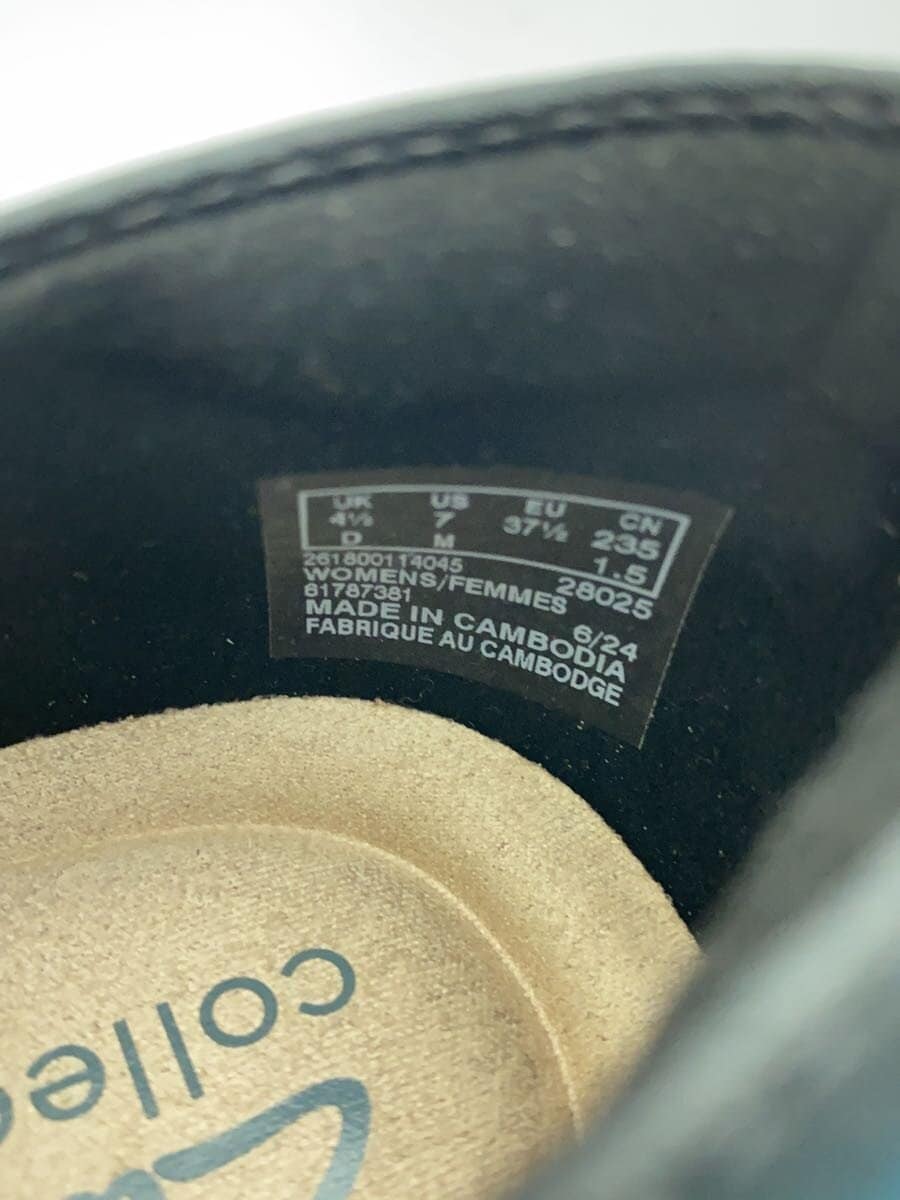 UK US EU CN
4½ 7 37½ 235
D M 1.5
261800114045 28025
WOMENS/FEMMES
61787381 6/24
MADE IN CAMBODIA
FABRIQUE AU CAMBODGE